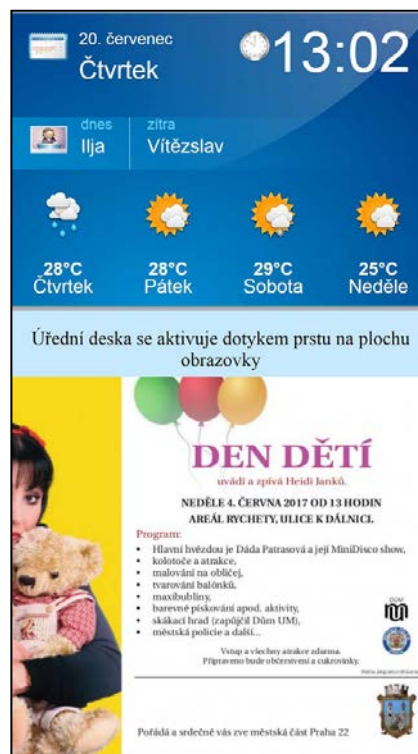 20. červenec
Čtvrtek
13:02
dnes
Ilja
zítra
Vítězslav
28°C
Čtvrtek
28°C
Pátek
29°C
Sobota
25°C
Neděle
Úřední deska se aktivuje dotykem prstu na plochu
obrazovky
DEN DĚTÍ
uvádí a zpívá Heidi Janků.
NEDĚLE 4. ČERVNA 2017 OD 13 HODIN
AREÁL RYCHETY, ULICE K DÁLNICI.
Program:
• Hlavní hvězdou je Dáda Patrasová a její MiniDisco show,
• kolotoče a atrakce,
• malování na obličej,
• tvarování balónků,
• maxibubliny,
• barevné pískování apod. aktivity,
• skákací hrad (zapůjčil Dům UM),
• městská policie a další...
Vstup a všechny atrakce zdarma.
Připraveno bude občerstvení a cukrovinky.
DŮM
UM
Pořádá a srdečně vás zve městská část Praha 22